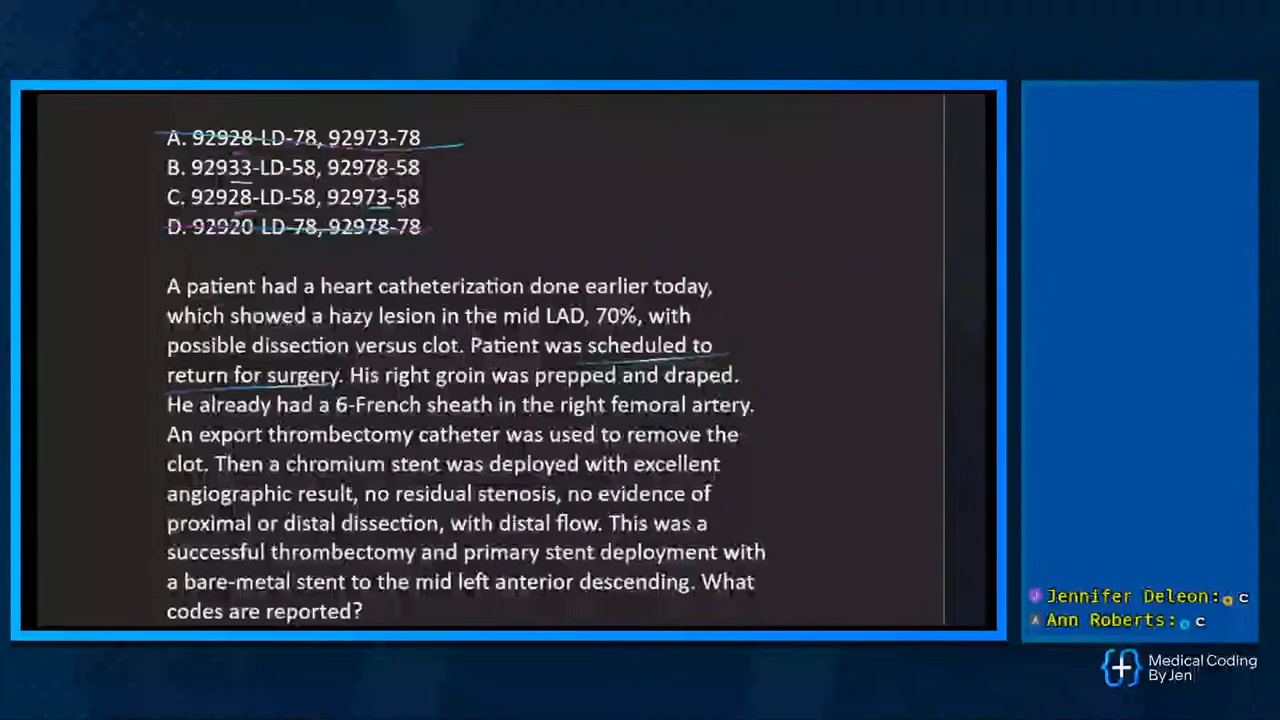 A. 92928-LD-78, 92973-78
B. 92933-LD-58, 92978-58
C. 92928-LD-58, 92973-58
D. 92920 LD-78, 92978-78
A patient had a heart catheterization done earlier today,
which showed a hazy lesion in the mid LAD, 70%, with
possible dissection versus clot. Patient was scheduled to
return for surgery. His right groin was prepped and draped.
He already had a 6-French sheath in the right femoral artery.
An export thrombectomy catheter was used to remove the
clot. Then a chromium stent was deployed with excellent
angiographic result, no residual stenosis, no evidence of
proximal or distal dissection, with distal flow. This was a
successful thrombectomy and primary stent deployment with
a bare-metal stent to the mid left anterior descending. What
codes are reported?
Jennifer Deleon: c
Ann Roberts: c
Medical Coding
By Jen